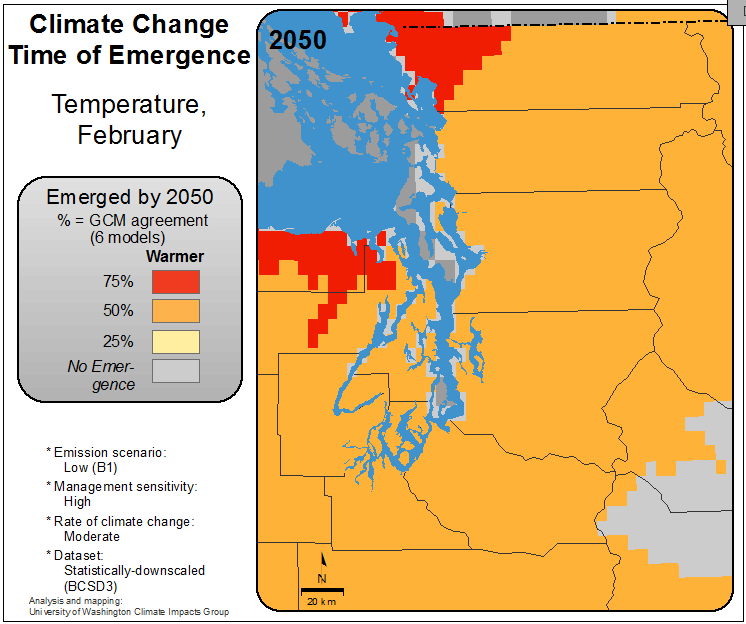 Climate Change
Time of Emergence
Temperature,
February
2050
Emerged by 2050
% = GCM agreement
(6 models)
Warmer
75%
50%
25%
No Emer-
gence
* Emission scenario:
Low (B1)
* Management sensitivity:
High
* Rate of climate change:
Moderate
* Dataset:
Statistically-downscaled
(BCSD3)
Analysis and mapping:
University of Washington Climate Impacts Group
N
20 km